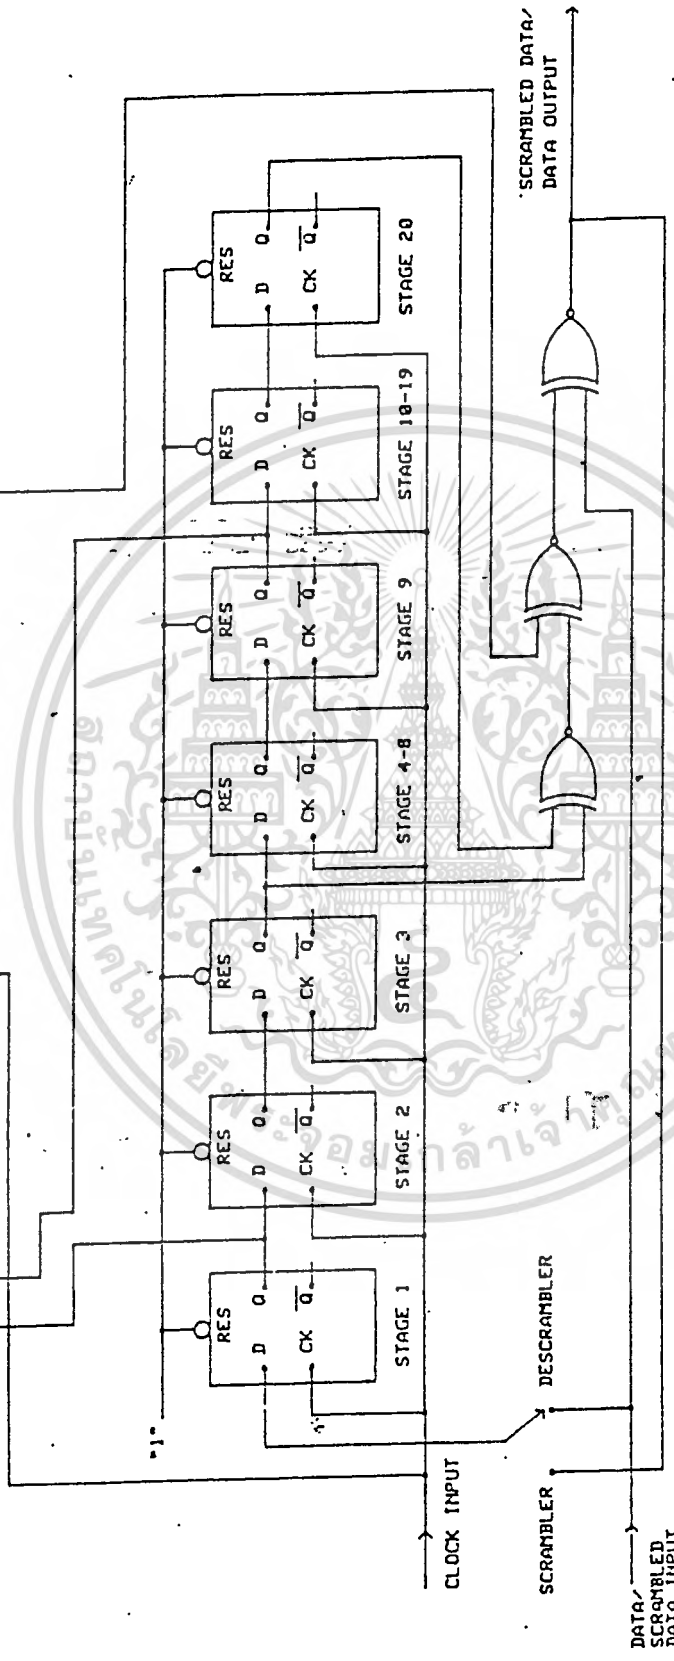 "1"
RES
D Q
CK Q
STAGE 1
RES
D Q
CK Q
STAGE 2
RES
D Q
CK Q
STAGE 3
RES
D Q
CK Q
STAGE 4-8
RES
D Q
CK Q
STAGE 9
RES
D Q
CK Q
STAGE 10-19
RES
D Q
CK Q
STAGE 20
CLOCK INPUT
SCRAMBLER
DESCRAMBLER
DATA/
SCRAMBLED
DATA INPUT
SCRAMBLED DATA/
DATA OUTPUT